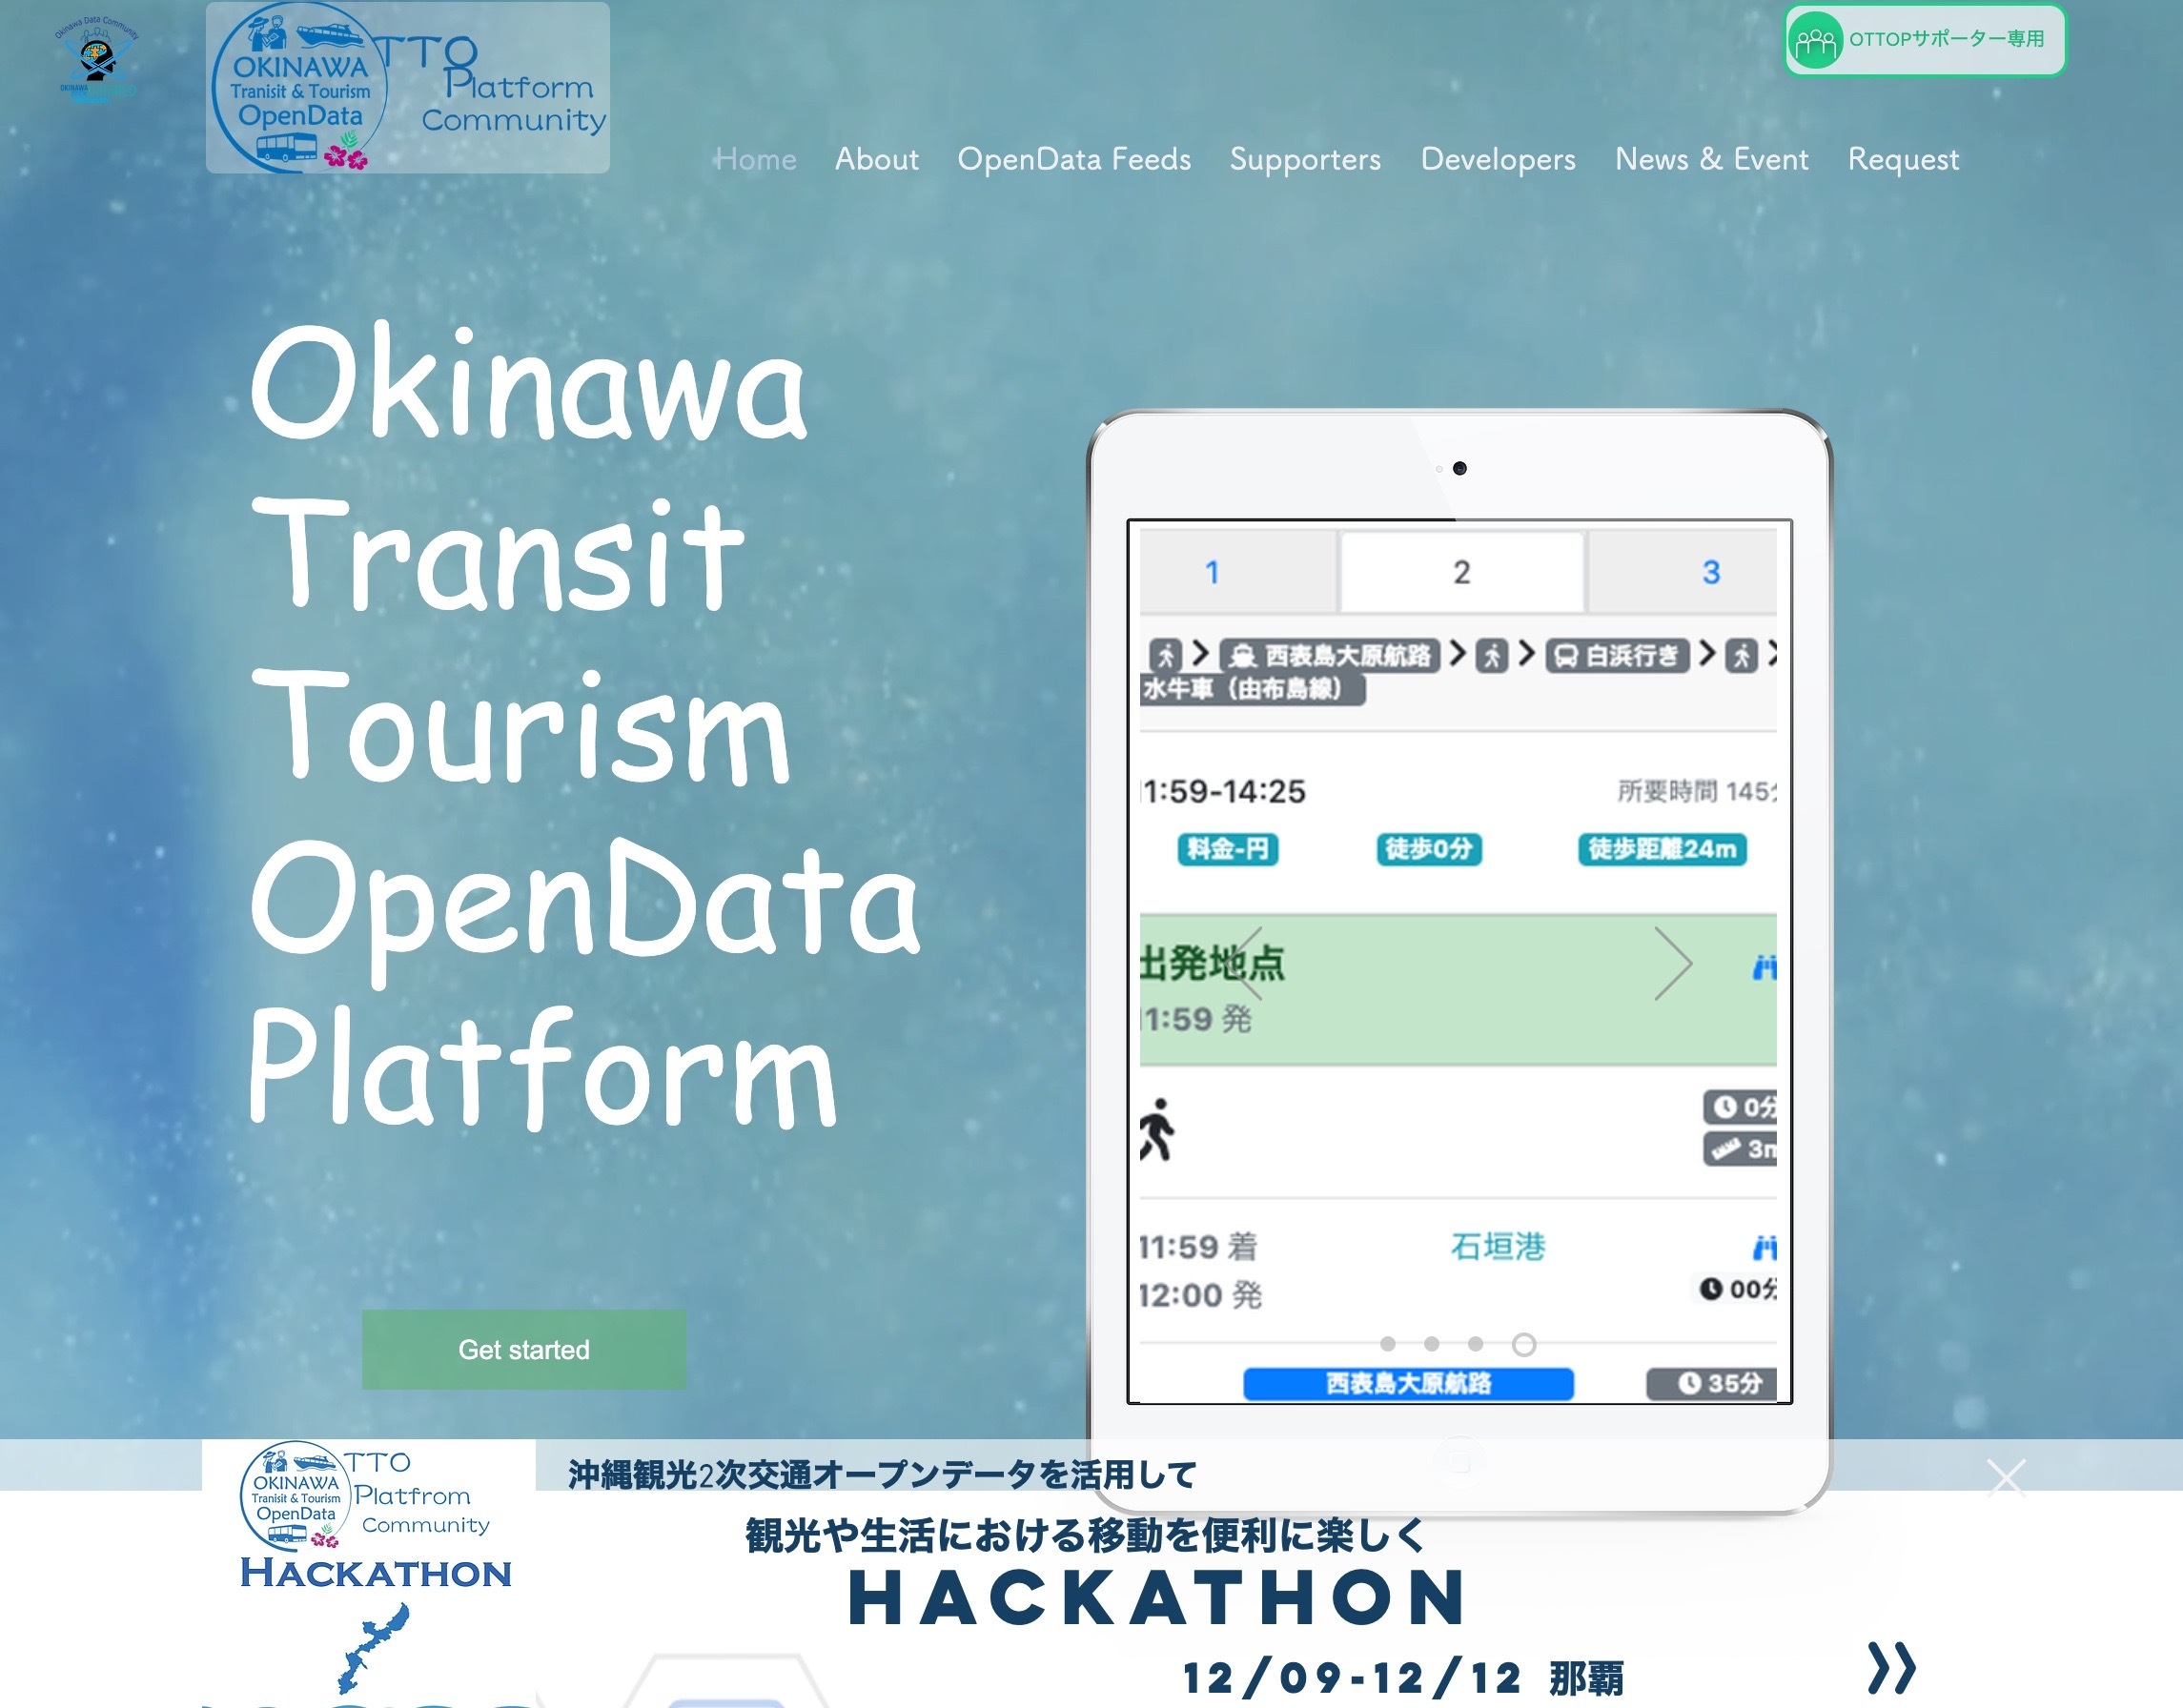 Okinawa Data Community
OKINAWA
Tranisit & Tourism
OpenData
TTO
Platform
Community
OTTOPサポーター専用
Home About OpenData Feeds Supporters Developers News & Event Request
Okinawa
Transit
Tourism
OpenData
Platform
Get started
1 2 3
西表島大原航路 白浜行き
水牛車（由布島線）
1:59-14:25 所要時間 145
料金-円 徒歩0分 徒歩距離24m
出発地点
1:59 発
0分
3m
11:59 着 石垣港
12:00 発 00分
西表島大原航路 35分
OKINAWA
Tranisit & Tourism
OpenData
TTO
Platfrom
Community
HACKATHON
沖縄観光2次交通オープンデータを活用して
観光や生活における移動を便利に楽しく
HACKATHON
12/09-12/12 那覇